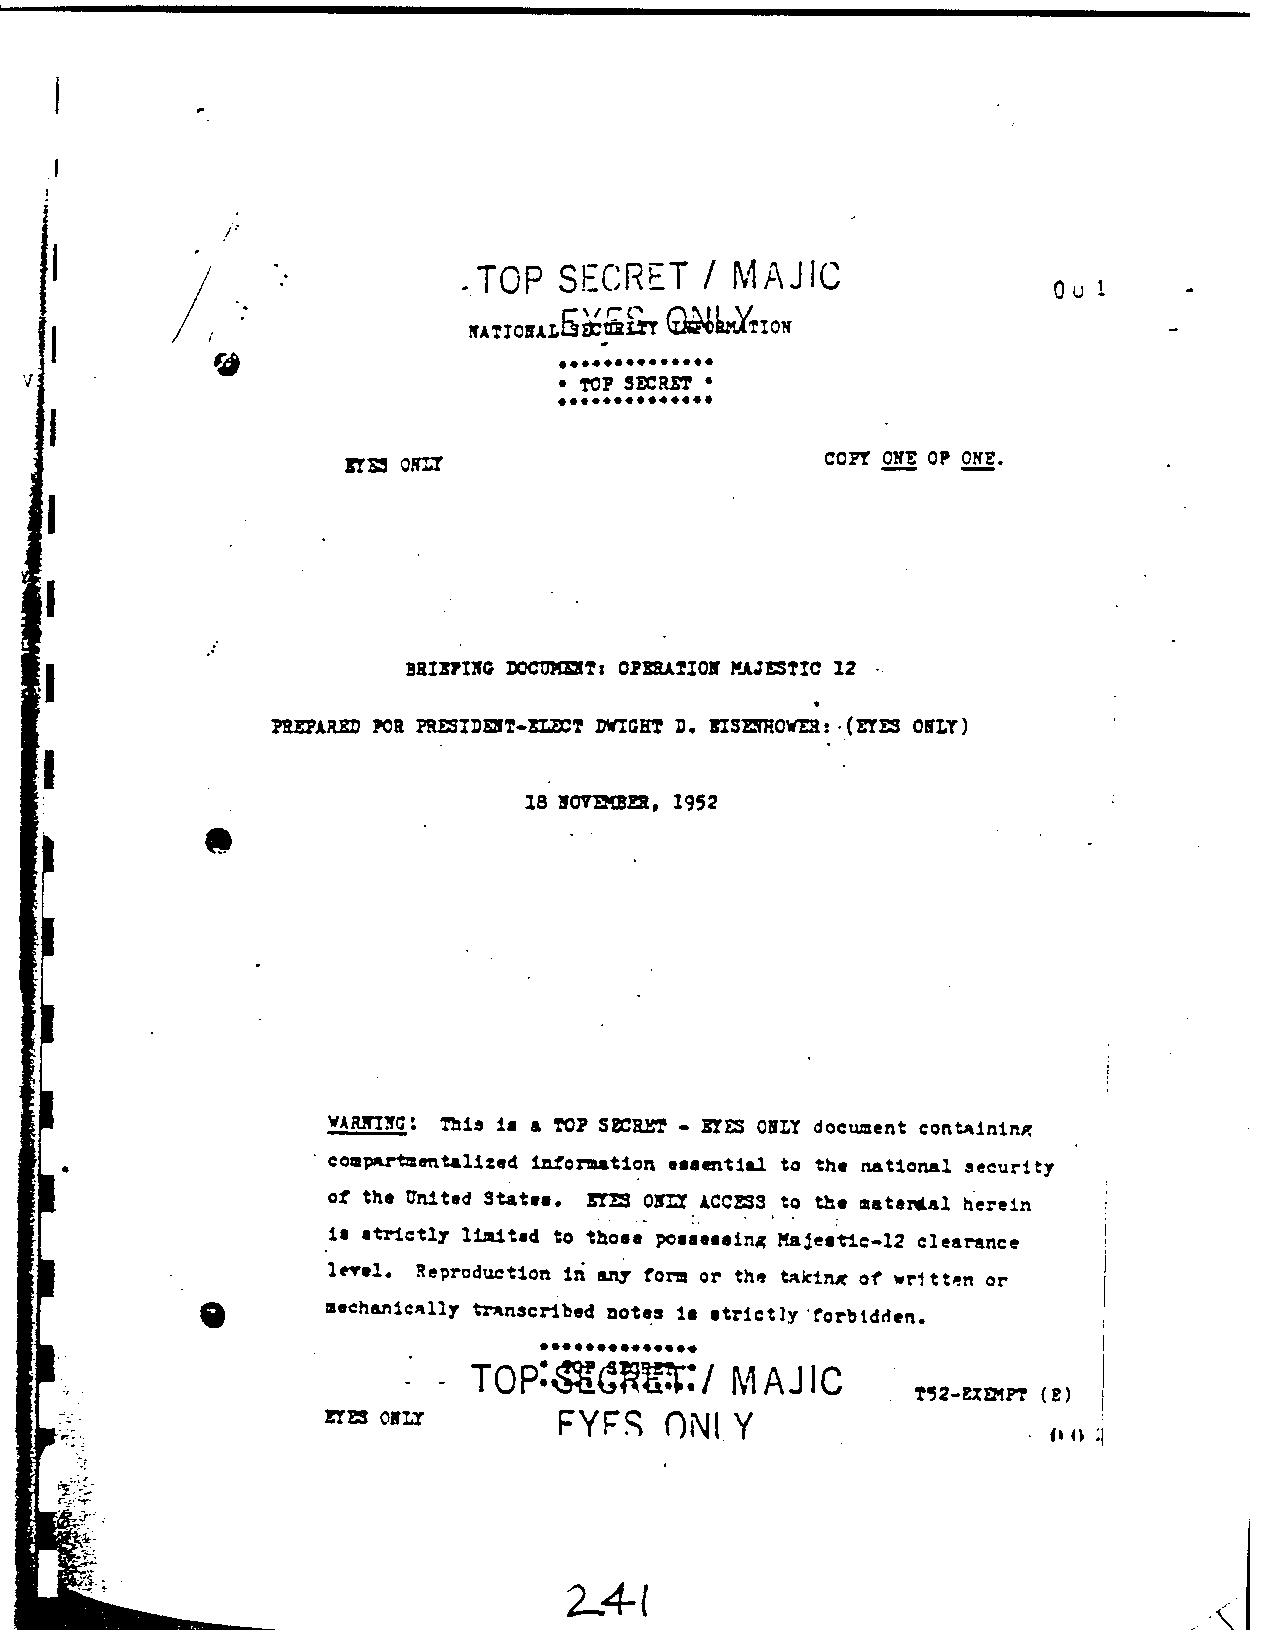 TOP SECRET / MAJIC
EYES ONLY
001
NATIONAL SECURITY INFORMATION
**************
* TOP SECRET *
**************
EYES ONLY
COPY ONE OF ONE.
BRIEFING DOCUMENT: OPERATION MAJESTIC 12
PREPARED FOR PRESIDENT-ELECT DWIGHT D. EISENHOWER: (EYES ONLY)
18 NOVEMBER, 1952
WARNING! This is a TOP SECRET - EYES ONLY document containing
compartmentalized information essential to the national security
of the United States. EYES ONLY ACCESS to the material herein
is strictly limited to those possessing Majestic-12 clearance
level. Reproduction in any form or the taking of written or
mechanically transcribed notes is strictly forbidden.
**************
* TOP SECRET *
TOP SECRET / MAJIC
T52-EXEMPT (E)
EYES ONLY
EYES ONLY
241